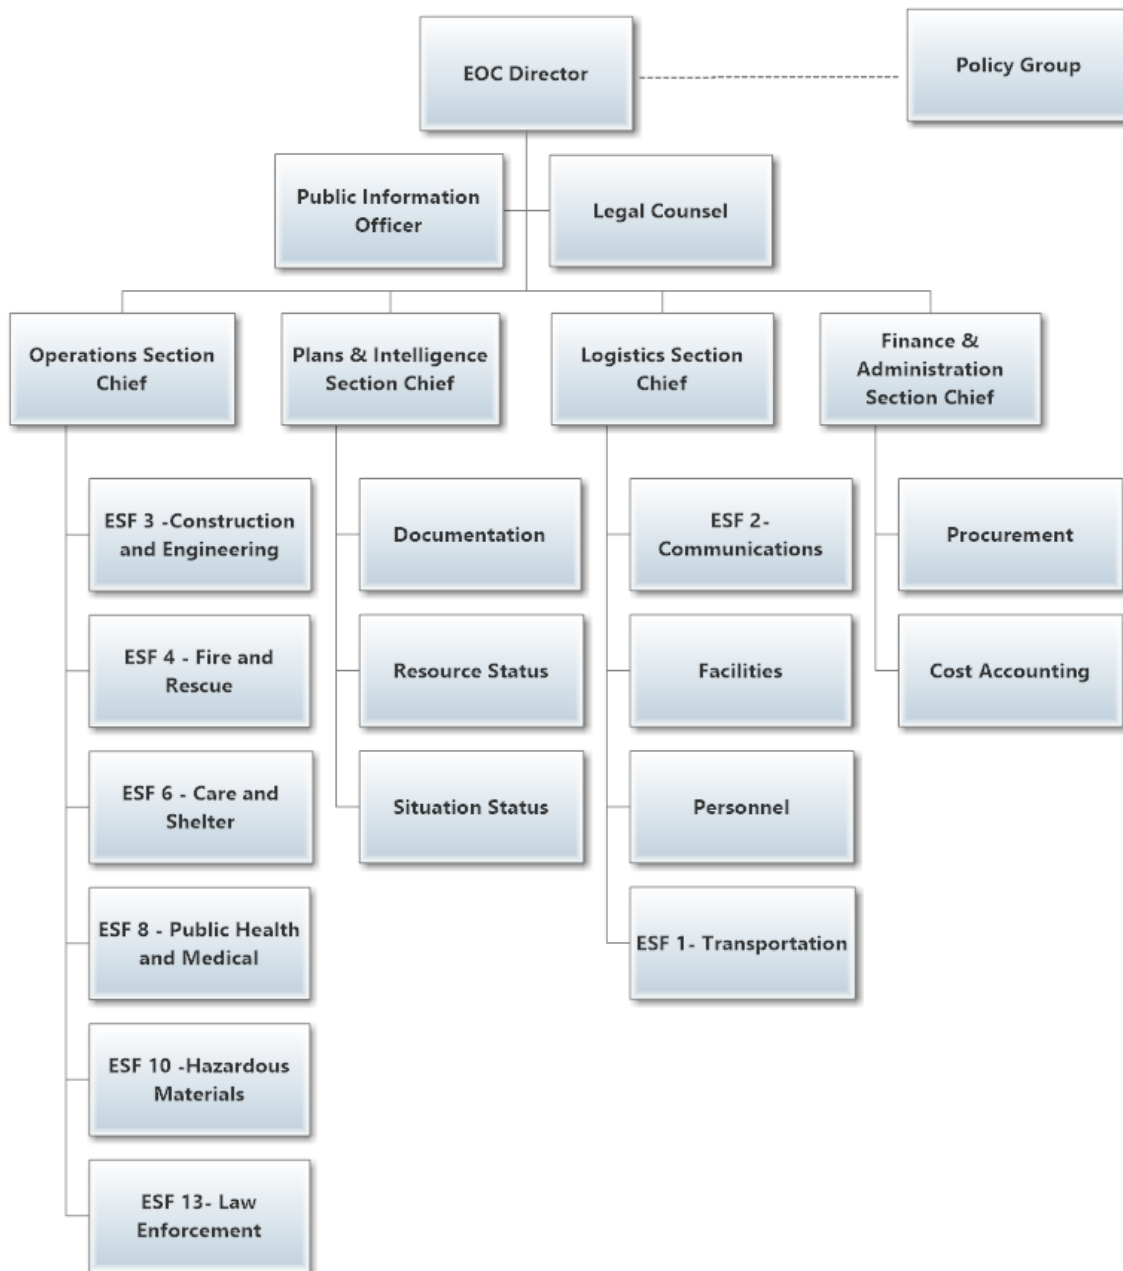 EOC Director
Policy Group
Public Information
Officer
Legal Counsel
Operations Section
Chief
Plans & Intelligence
Section Chief
Logistics Section
Chief
Finance &
Administration
Section Chief
ESF 3 -Construction
and Engineering
Documentation
ESF 2-
Communications
Procurement
ESF 4 - Fire and
Rescue
Resource Status
Facilities
Cost Accounting
ESF 6 - Care and
Shelter
Situation Status
Personnel
ESF 8 - Public Health
and Medical
ESF 1- Transportation
ESF 10 -Hazardous
Materials
ESF 13- Law
Enforcement